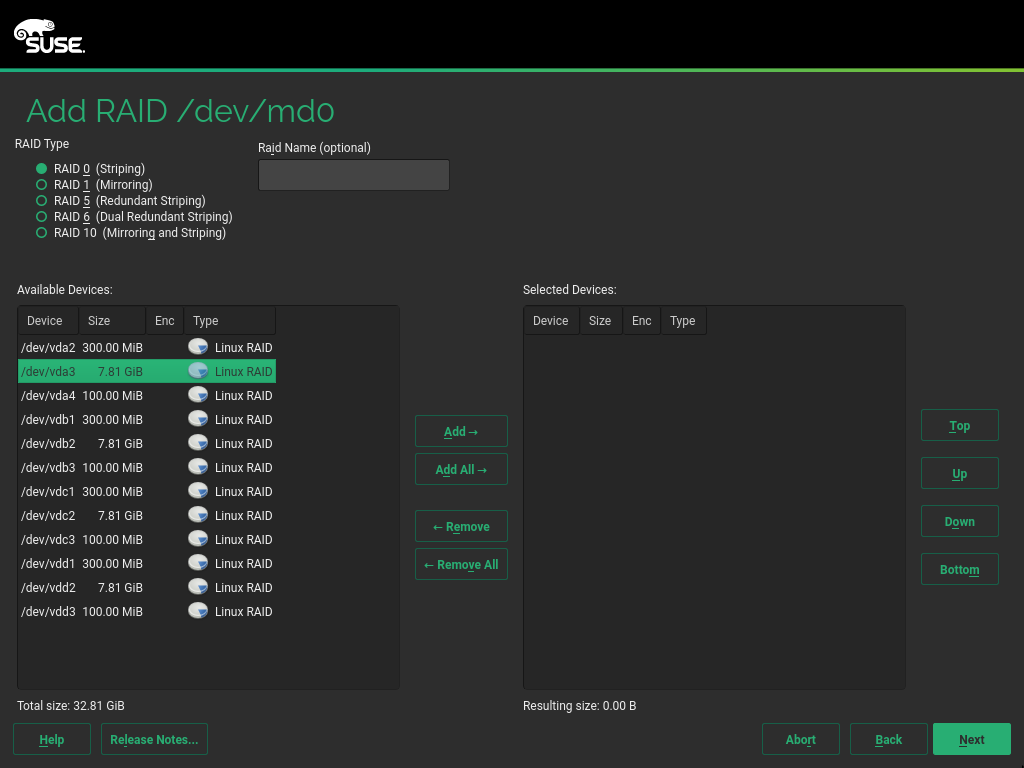 SUSE.
Add RAID /dev/md0
RAID Type
RAID 0 (Striping)
RAID 1 (Mirroring)
RAID 5 (Redundant Striping)
RAID 6 (Dual Redundant Striping)
RAID 10 (Mirroring and Striping)
Raid Name (optional)
Available Devices:
Device Size Enc Type
/dev/vda2 300.00 MiB Linux RAID
/dev/vda3 7.81 GiB Linux RAID
/dev/vda4 100.00 MiB Linux RAID
/dev/vdb1 300.00 MiB Linux RAID
/dev/vdb2 7.81 GiB Linux RAID
/dev/vdb3 100.00 MiB Linux RAID
/dev/vdc1 300.00 MiB Linux RAID
/dev/vdc2 7.81 GiB Linux RAID
/dev/vdc3 100.00 MiB Linux RAID
/dev/vdd1 300.00 MiB Linux RAID
/dev/vdd2 7.81 GiB Linux RAID
/dev/vdd3 100.00 MiB Linux RAID
Total size: 32.81 GiB
Add →
Add All →
← Remove
← Remove All
Selected Devices:
Device Size Enc Type
Resulting size: 0.00 B
Top
Up
Down
Bottom
Help
Release Notes...
Abort
Back
Next